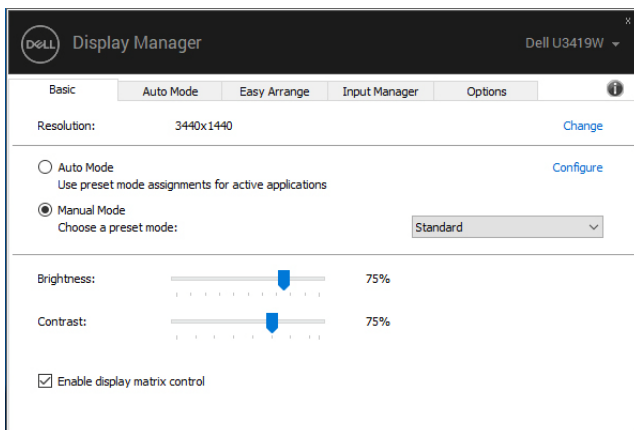 x
DELL Display Manager Dell U3419W
Basic Auto Mode Easy Arrange Input Manager Options
Resolution: 3440x1440 Change
Auto Mode Configure
Use preset mode assignments for active applications
Manual Mode
Choose a preset mode: Standard
Brightness: 75%
Contrast: 75%
Enable display matrix control